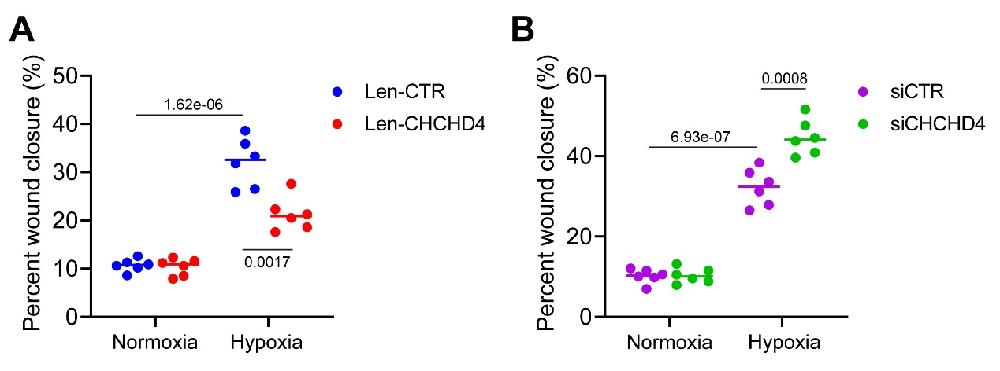 A
Percent wound closure (%)
50
40
30
20
10
0
1.62e-06
0.0017
Normoxia
Hypoxia
Len-CTR
Len-CHCHD4
B
Percent wound closure (%)
60
40
20
0
6.93e-07
0.0008
Normoxia
Hypoxia
siCTR
siCHCHD4